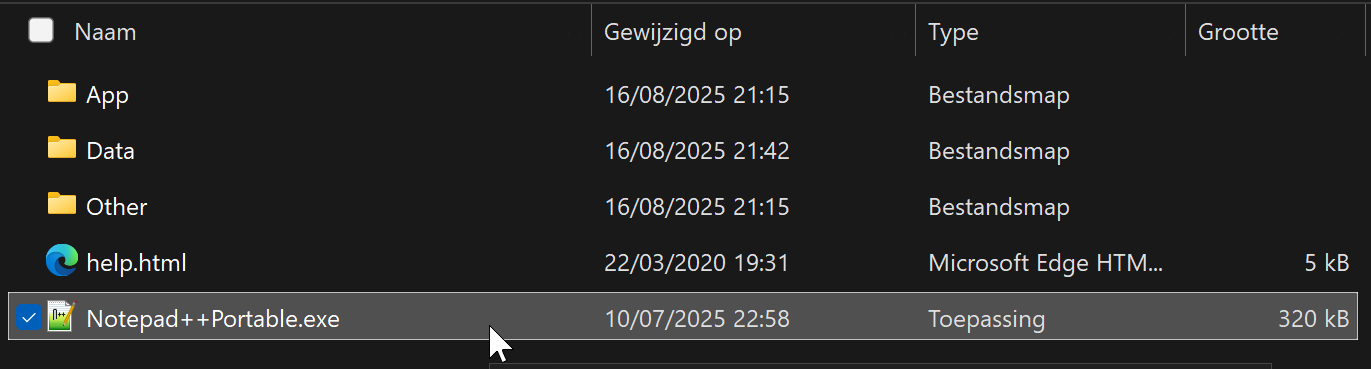 Naam Gewijzigd op Type Grootte
App 16/08/2025 21:15 Bestandsmap
Data 16/08/2025 21:42 Bestandsmap
Other 16/08/2025 21:15 Bestandsmap
help.html 22/03/2020 19:31 Microsoft Edge HTM... 5 kB
Notepad++Portable.exe 10/07/2025 22:58 Toepassing 320 kB